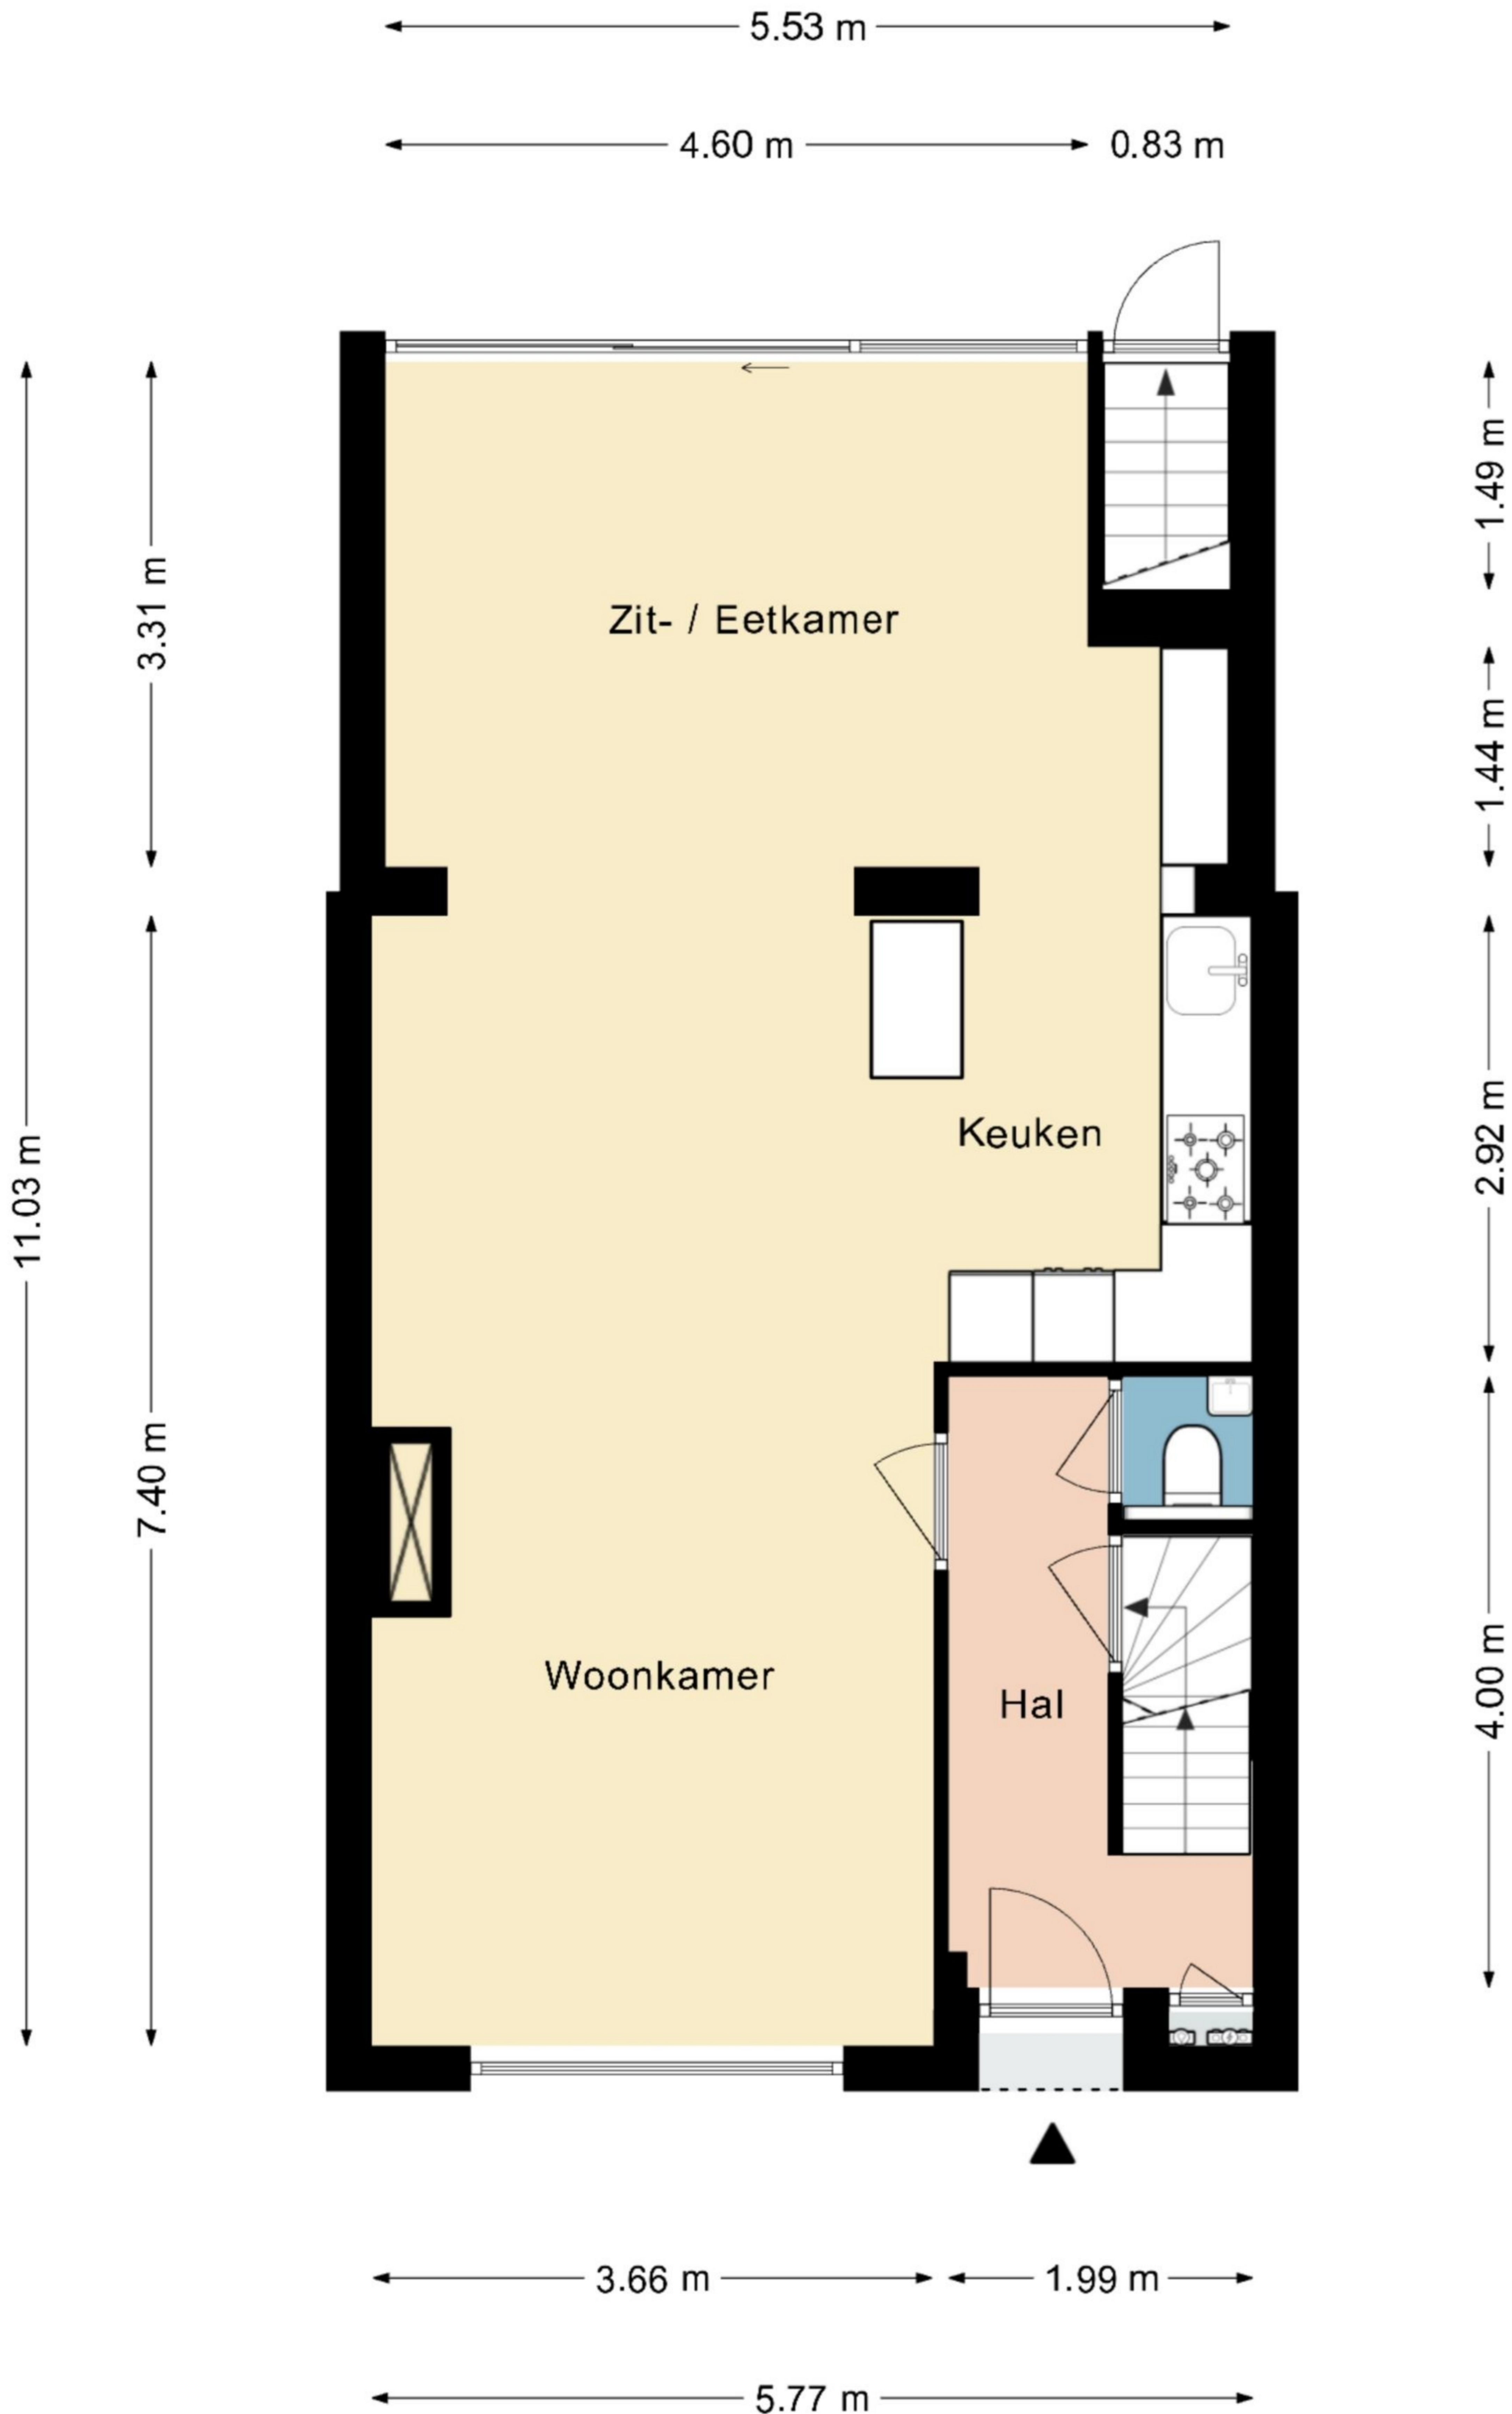 5.53 m
4.60 m
0.83 m
1.49 m
3.31 m
Zit- / Eetkamer
1.44 m
11.03 m
2.92 m
Keuken
7.40 m
4.00 m
Woonkamer
Hal
3.66 m
1.99 m
5.77 m